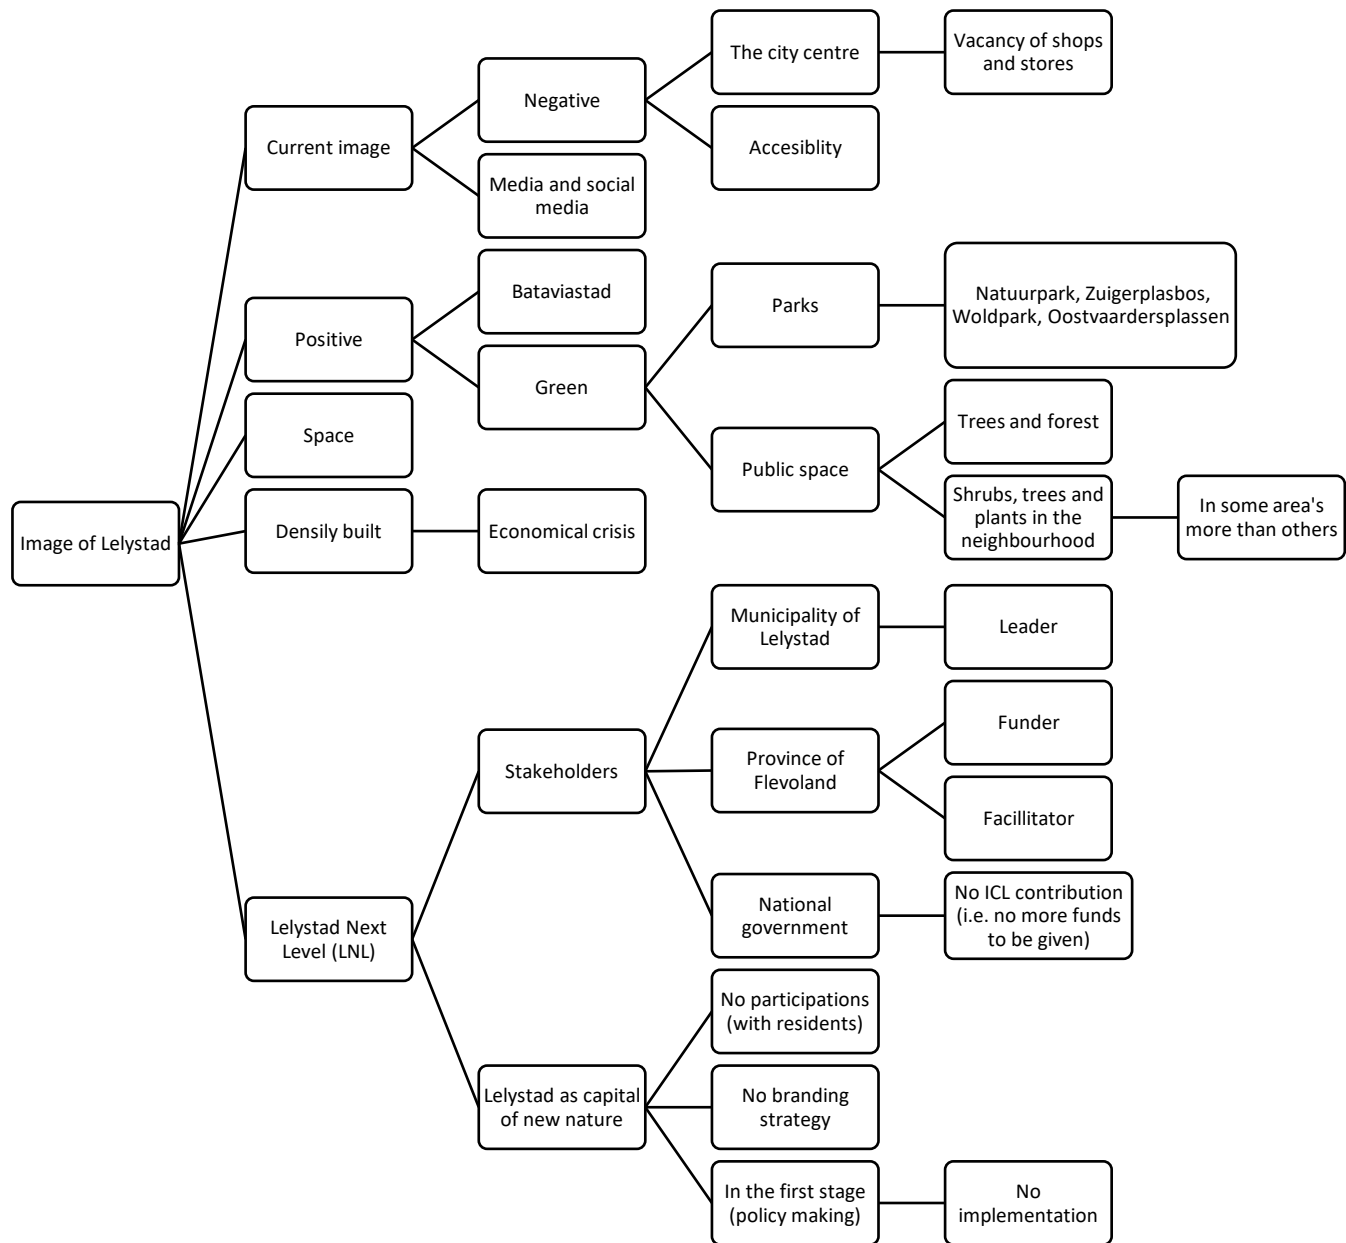 Image of Lelystad
Current image
Negative
The city centre
Vacancy of shops
and stores
Accesiblity
Media and social
media
Positive
Bataviastad
Green
Parks
Natuurpark, Zuigerplasbos,
Woldpark, Oostvaardersplassen
Public space
Trees and forest
Shrubs, trees and
plants in the
neighbourhood
In some area's
more than others
Space
Densily built
Economical crisis
Lelystad Next
Level (LNL)
Stakeholders
Municipality of
Lelystad
Leader
Province of
Flevoland
Funder
Facillitator
National
government
No ICL contribution
(i.e. no more funds
to be given)
Lelystad as capital
of new nature
No participations
(with residents)
No branding
strategy
In the first stage
(policy making)
No
implementation